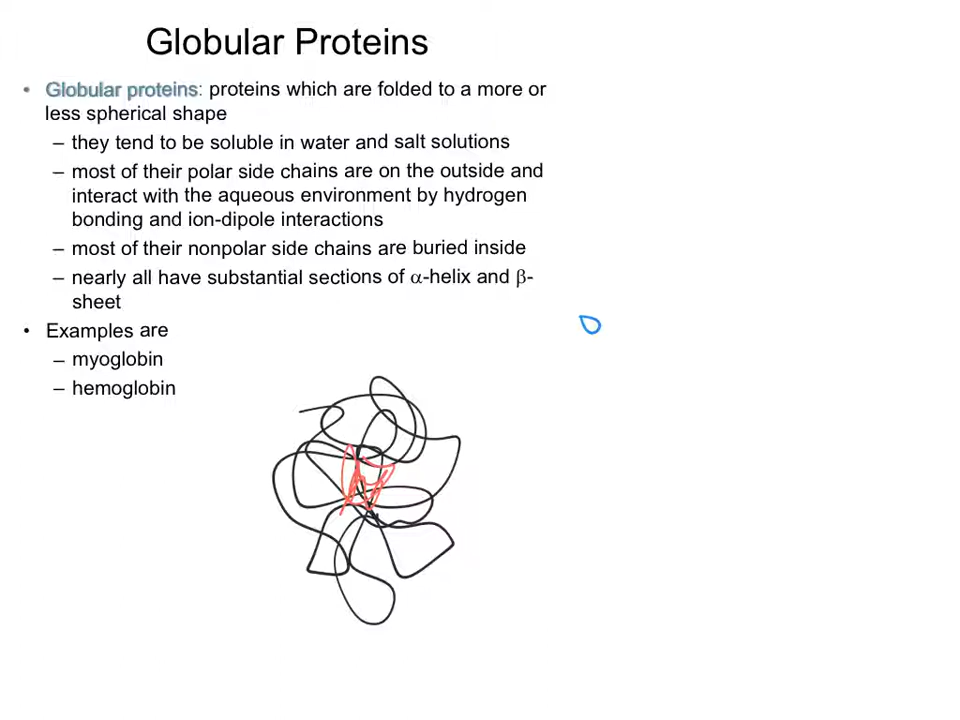 Globular Proteins
• Globular proteins: proteins which are folded to a more or
less spherical shape
– they tend to be soluble in water and salt solutions
– most of their polar side chains are on the outside and
interact with the aqueous environment by hydrogen
bonding and ion-dipole interactions
– most of their nonpolar side chains are buried inside
– nearly all have substantial sections of α-helix and β-
sheet
• Examples are
– myoglobin
– hemoglobin